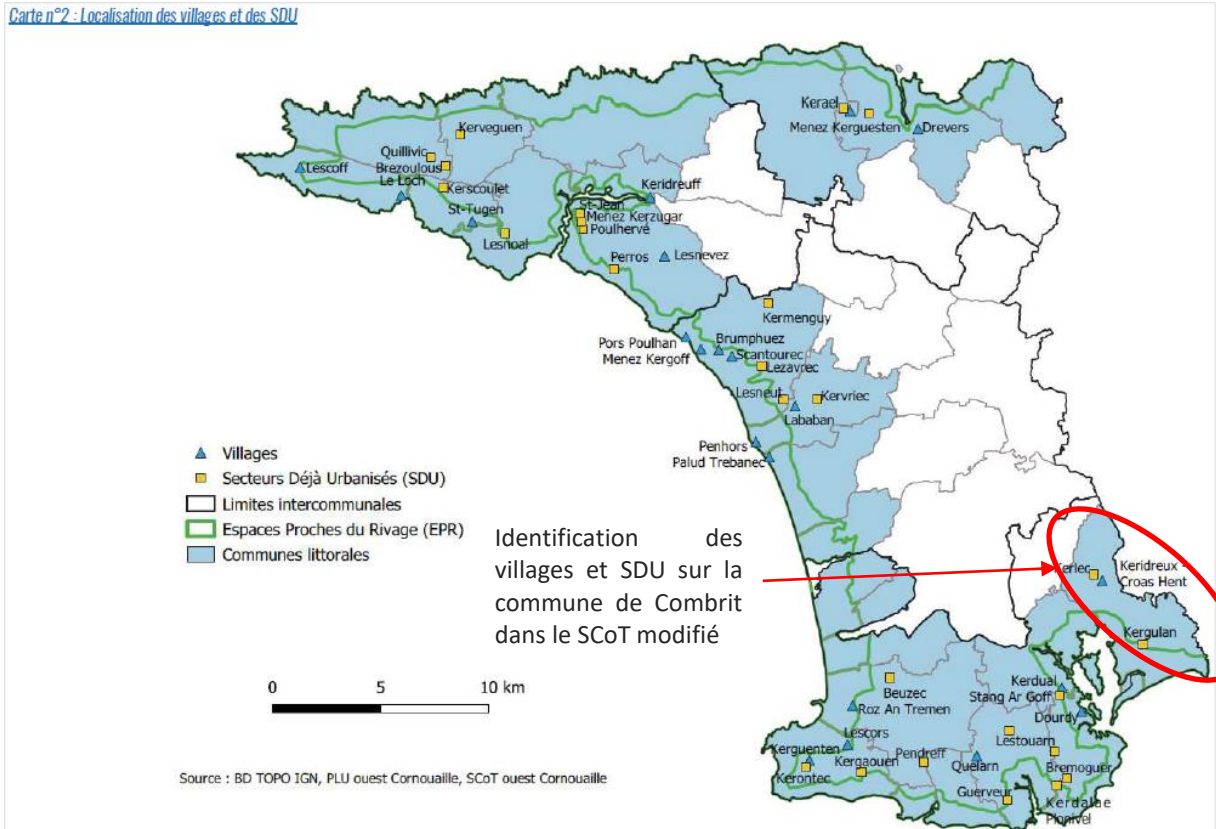 Carte n°2 : Localisation des villages et des SDU
Kerael
Menez Kerguesten
Drevers
Kerveguen
Quillivic
Brezoulous
Lescoff
Le Loch
Kerscoulet
Keridreuff
St-Tugen
St-Jean
Menez Kerzugar
Poulhervé
Lesnoal
Perros
Lesnevez
Kermenguy
Pors Poulhan
Brumphuez
Menez Kergoff
Scantourec
Lezavrec
Lesneut
Kervriec
Lababan
Penhors
Palud Trebanec
Villages
Secteurs Déjà Urbanisés (SDU)
Limites intercommunales
Espaces Proches du Rivage (EPR)
Communes littorales
Identification des
villages et SDU sur la
commune de Combrit
dans le SCoT modifié
Kerlec
Keridreux -
Croas Hent
Kergulan
0 5 10 km
Beuzec
Roz An Tremen
Kerdual
Stang Ar Goff
Dourdy
Lescors
Lestouarn
Kerguenten
Kergaouen
Pendreff
Quelarn
Bremoguer
Kerontec
Guerveur
Kerdalae
Plonivel
Source : BD TOPO IGN, PLU ouest Cornouaille, SCoT ouest Cornouaille